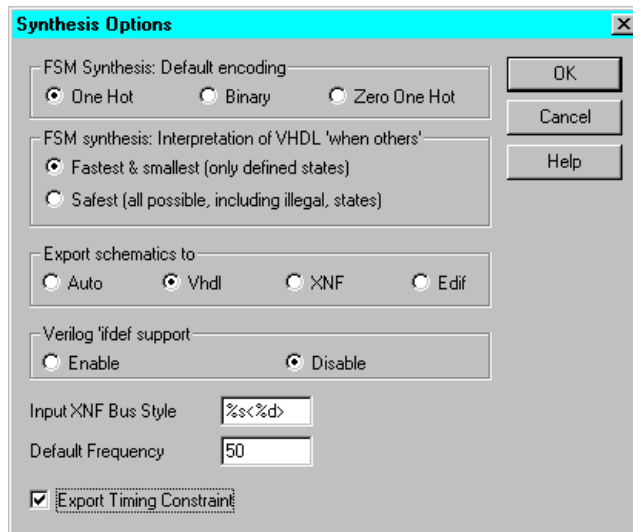 Synthesis Options
FSM Synthesis: Default encoding
One Hot Binary Zero One Hot
OK
Cancel
Help
FSM synthesis: Interpretation of VHDL 'when others'
Fastest & smallest (only defined states)
Safest (all possible, including illegal, states)
Export schematics to
Auto Vhdl XNF Edif
Verilog 'ifdef support
Enable Disable
Input XNF Bus Style %s<%d>
Default Frequency 50
Export Timing Constraint